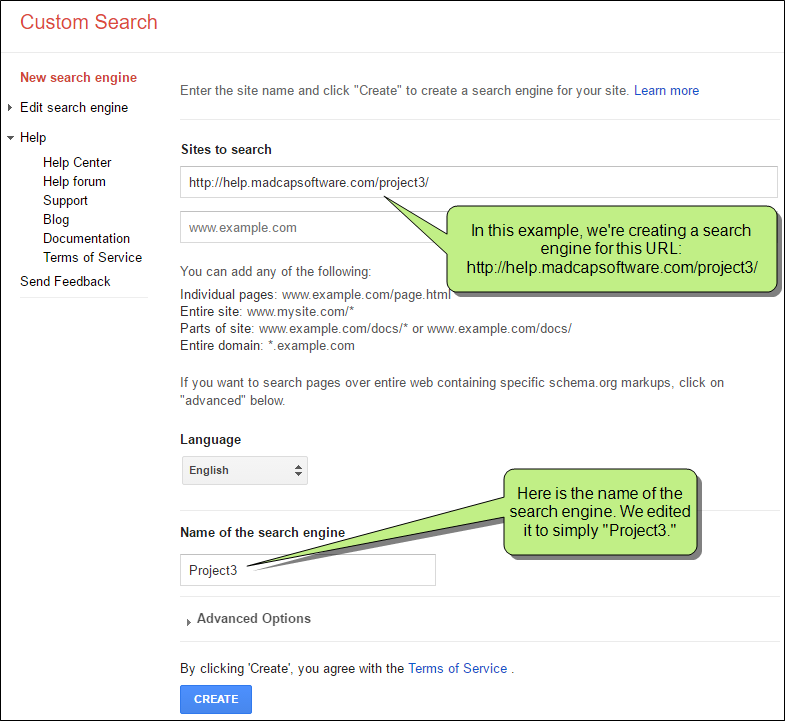 Custom Search
New search engine
Edit search engine
Help
Help Center
Help forum
Support
Blog
Documentation
Terms of Service
Send Feedback
Enter the site name and click "Create" to create a search engine for your site. Learn more
Sites to search
http://help.madcapsoftware.com/project3/
www.example.com
In this example, we're creating a search
engine for this URL:
http://help.madcapsoftware.com/project3/
You can add any of the following:
Individual pages: www.example.com/page.html
Entire site: www.mysite.com/*
Parts of site: www.example.com/docs/* or www.example.com/docs/
Entire domain: *.example.com
If you want to search pages over entire web containing specific schema.org markups, click on
"advanced" below.
Language
English
Here is the name of the
search engine. We edited
it to simply "Project3."
Name of the search engine
Project3
Advanced Options
By clicking 'Create', you agree with the Terms of Service .
CREATE